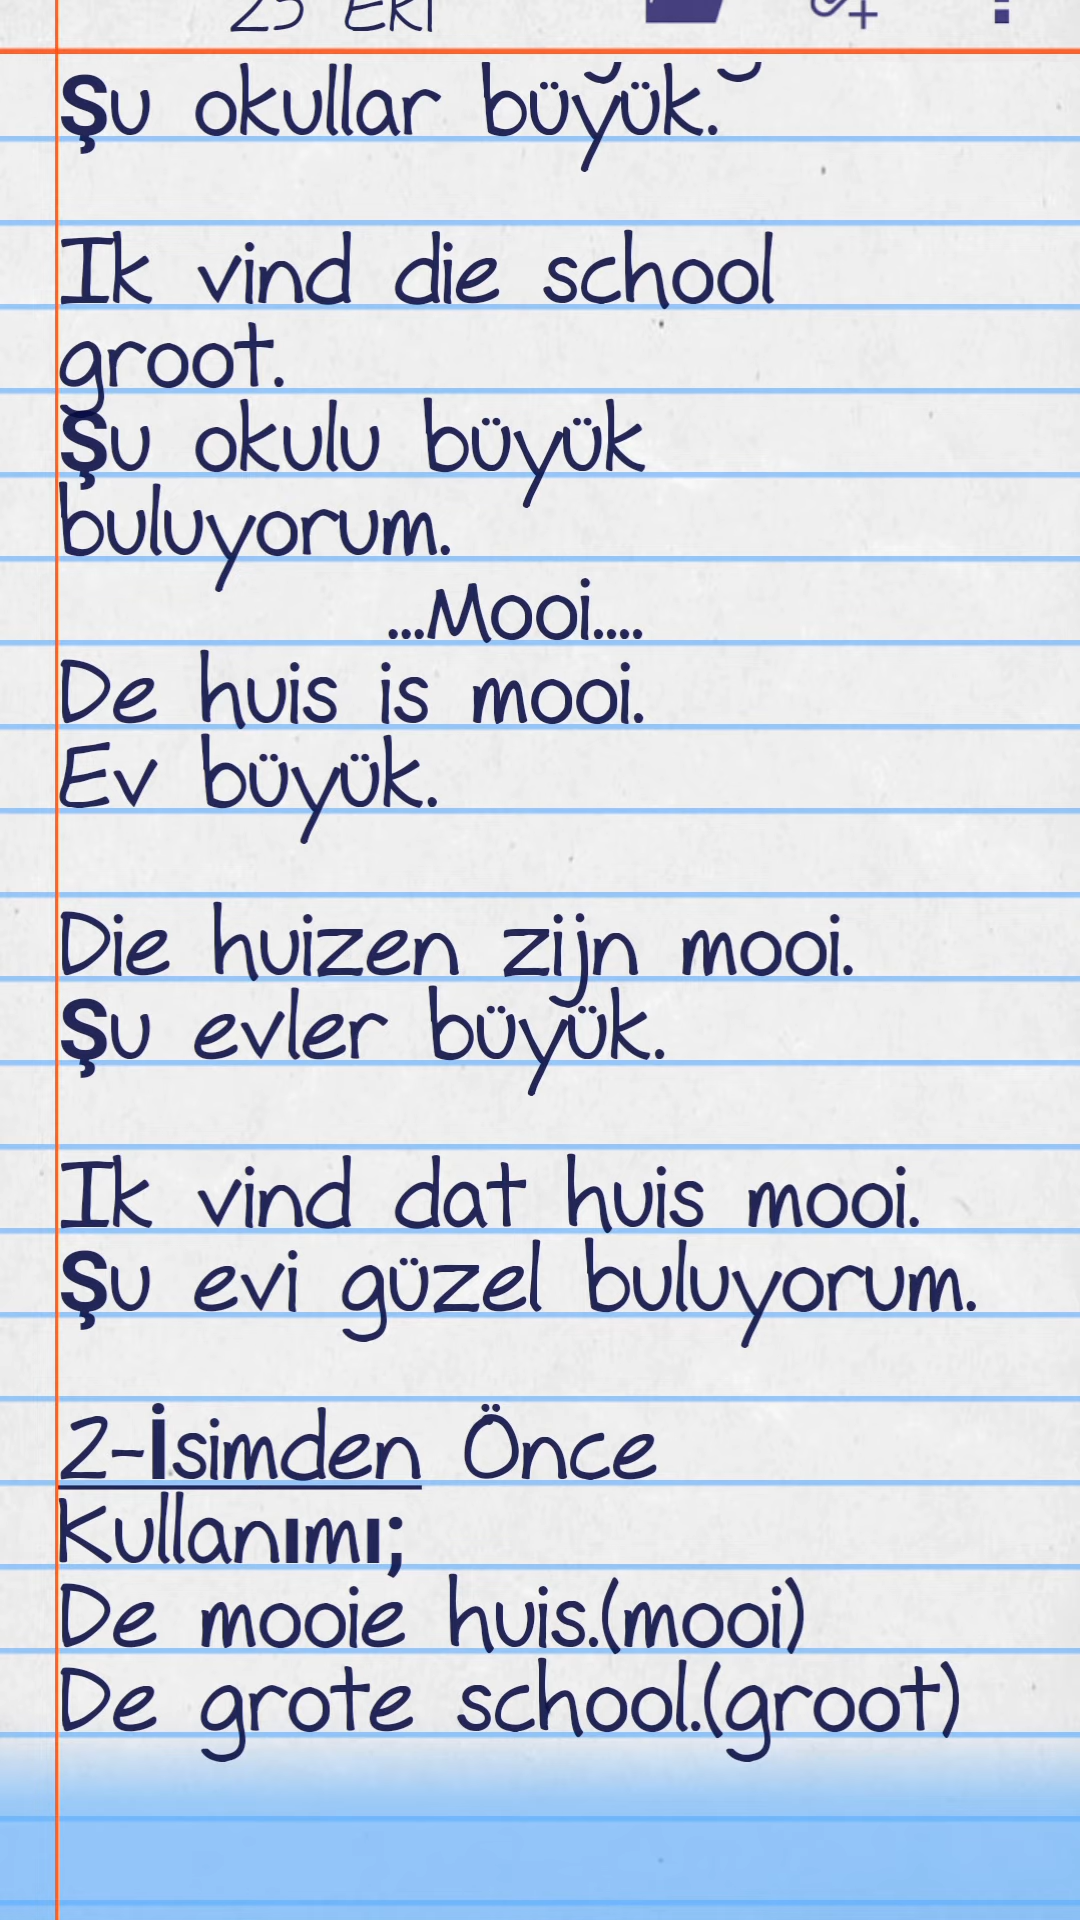 25 Eki
Şu okullar büyük.
Ik vind die school
groot.
Şu okulu büyük
buluyorum.
...Mooi....
De huis is mooi.
Ev büyük.
Die huizen zijn mooi.
Şu evler büyük.
Ik vind dat huis mooi.
Şu evi güzel buluyorum.
2-İsimden Önce
Kullanımı;
De mooie huis.(mooi)
De grote school.(groot)